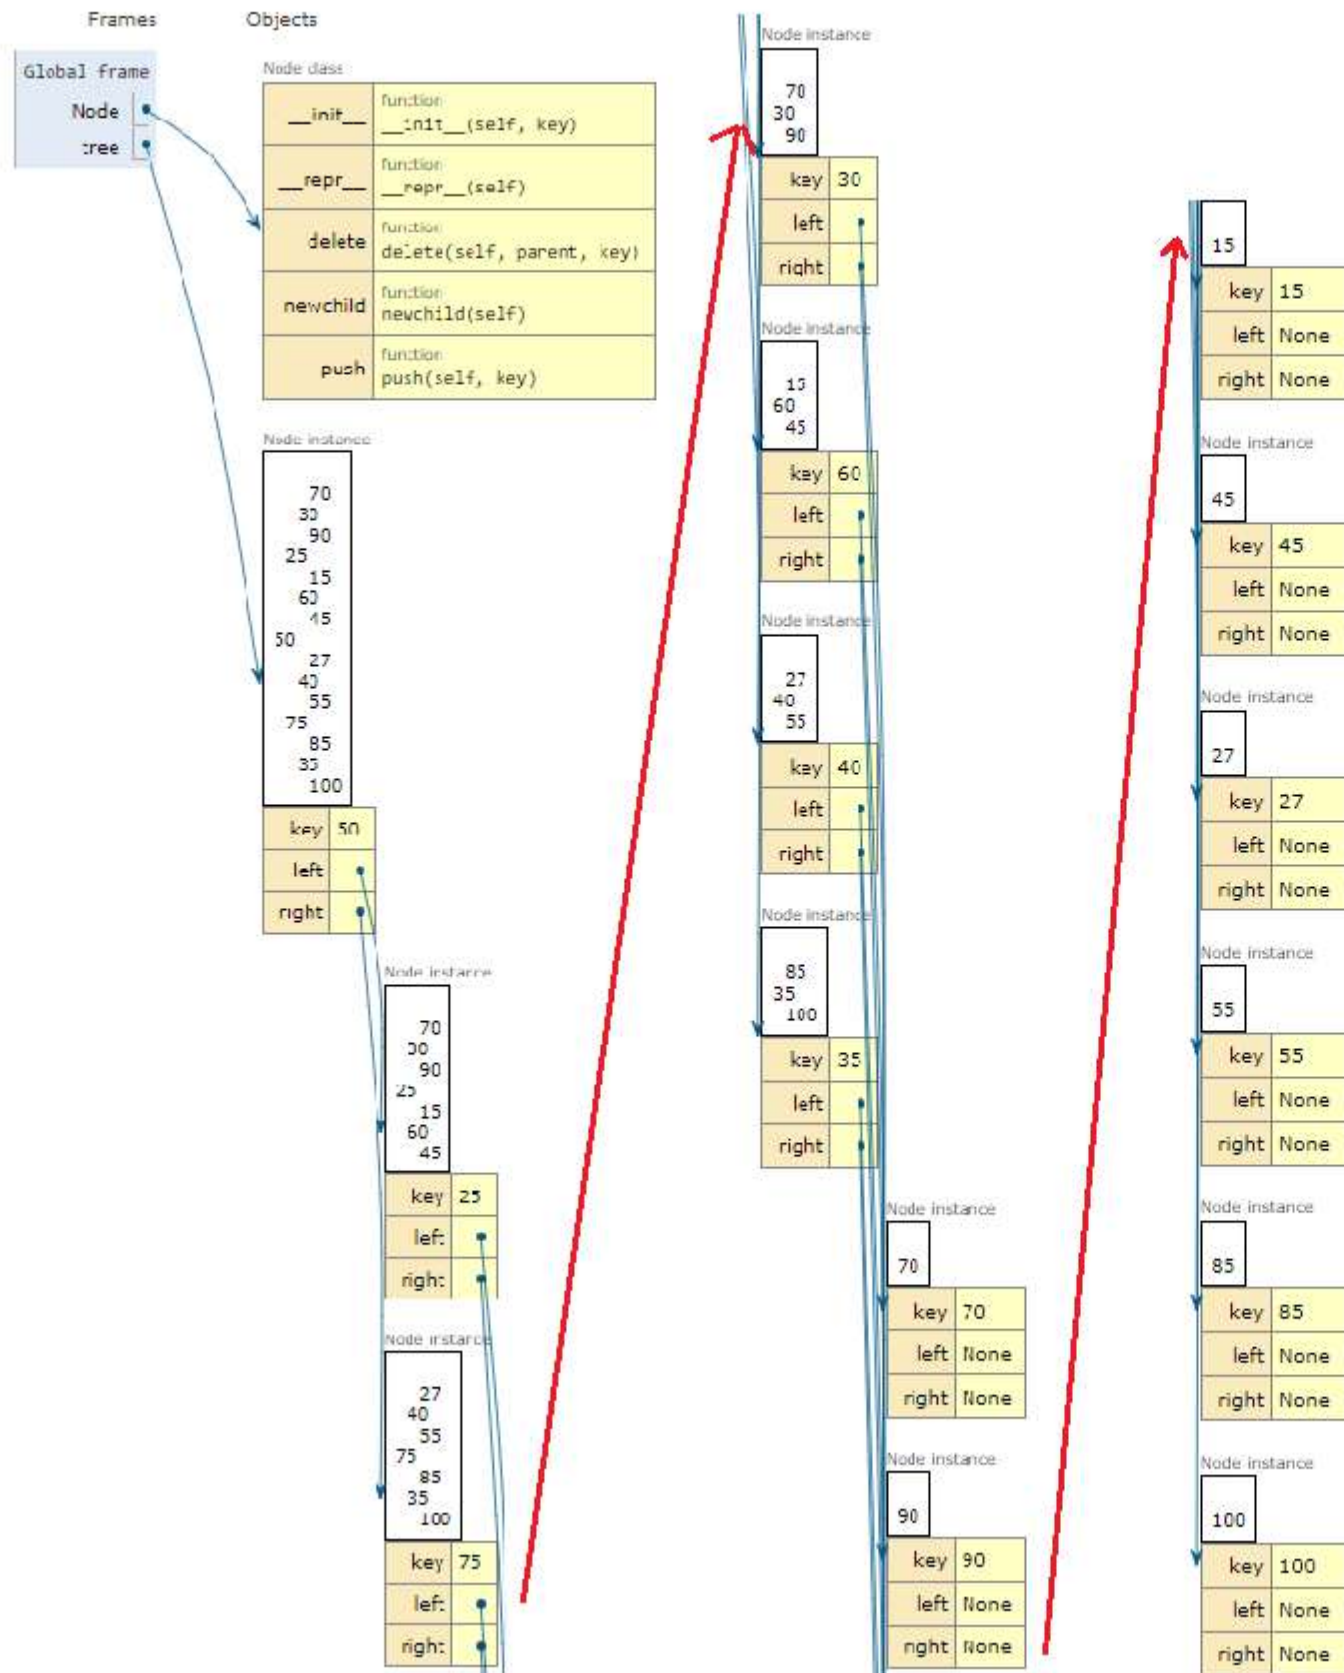 Frames Objects
Global frame
Node
tree
Node class
__init__ function
__init__(self, key)
__repr__ function
__repr__(self)
delete function
delete(self, parent, key)
newchild function
newchild(self)
push function
push(self, key)
Node instance
70
30
90
25
15
60
45
50
27
40
55
75
85
35
100
key 50
left
right
Node instance
70
30
90
25
15
60
45
key 25
left
right
Node instance
27
40
55
75
85
35
100
key 75
left
right
Node instance
70
30
90
key 30
left
right
Node instance
15
60
45
key 60
left
right
Node instance
27
40
55
key 40
left
right
Node instance
85
35
100
key 35
left
right
Node instance
70
key 70
left None
right None
Node instance
90
key 90
left None
right None
15
key 15
left None
right None
Node instance
45
key 45
left None
right None
Node instance
27
key 27
left None
right None
Node instance
55
key 55
left None
right None
Node instance
85
key 85
left None
right None
Node instance
100
key 100
left None
right None